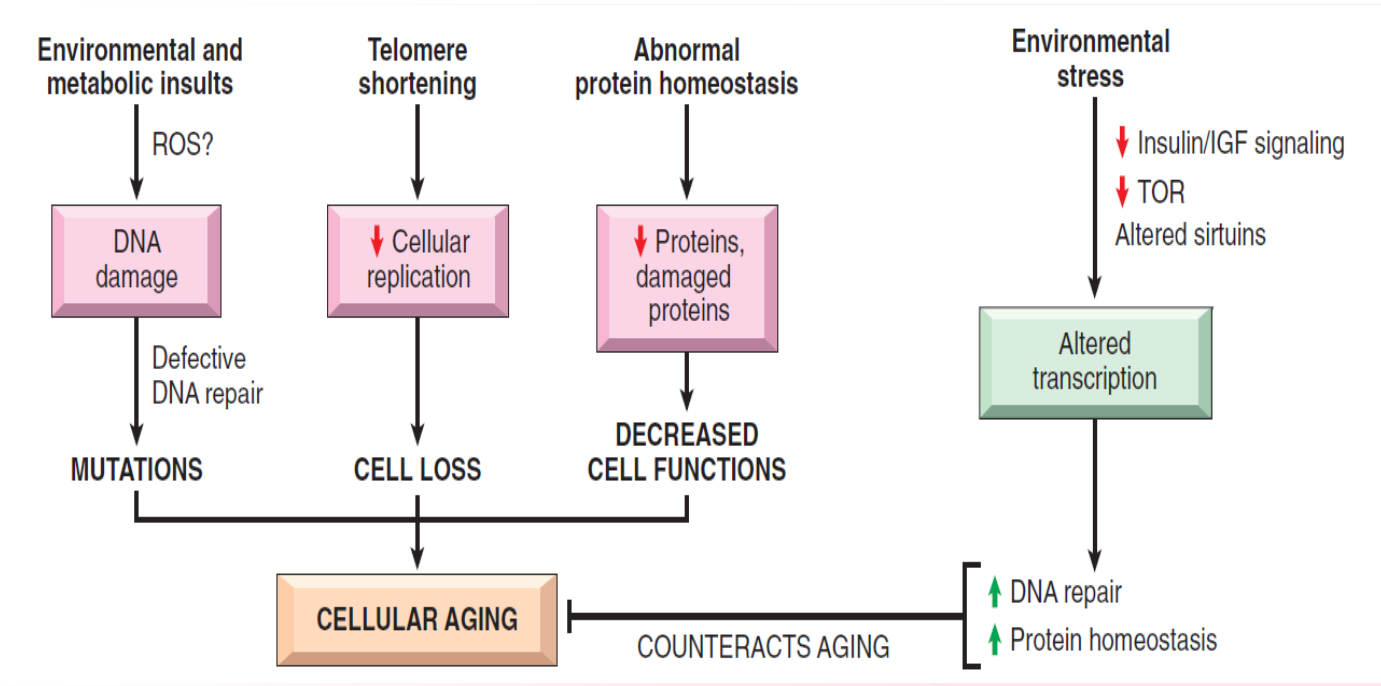 Environmental and
metabolic insults
ROS?
DNA
damage
Defective
DNA repair
MUTATIONS
Telomere
shortening
Cellular
replication
CELL LOSS
Abnormal
protein homeostasis
Proteins,
damaged
proteins
DECREASED
CELL FUNCTIONS
CELLULAR AGING
Environmental
stress
Insulin/IGF signaling
TOR
Altered sirtuins
Altered
transcription
DNA repair
Protein homeostasis
COUNTERACTS AGING